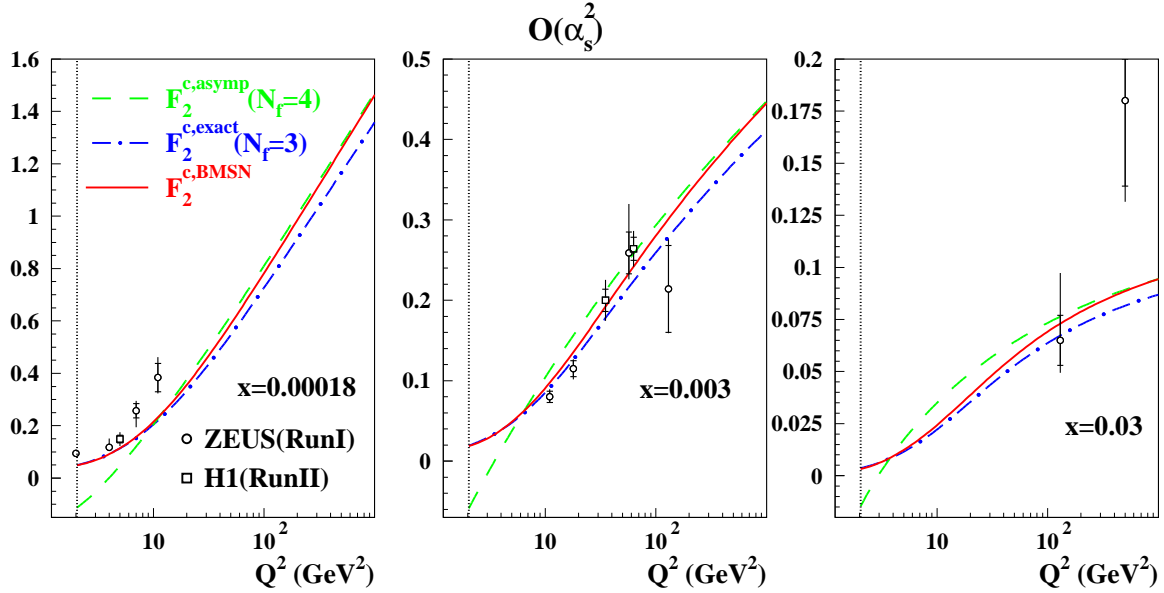 O(α_s^2)
1.6
1.4
1.2
1
0.8
0.6
0.4
0.2
0
F_2^{c,asymp}(N_f=4)
F_2^{c,exact}(N_f=3)
F_2^{c,BMSN}
x=0.00018
ZEUS(RunI)
H1(RunII)
10
10^2
Q^2 (GeV^2)
0.5
0.4
0.3
0.2
0.1
0
x=0.003
10
10^2
Q^2 (GeV^2)
0.2
0.175
0.15
0.125
0.1
0.075
0.05
0.025
0
x=0.03
10
10^2
Q^2 (GeV^2)